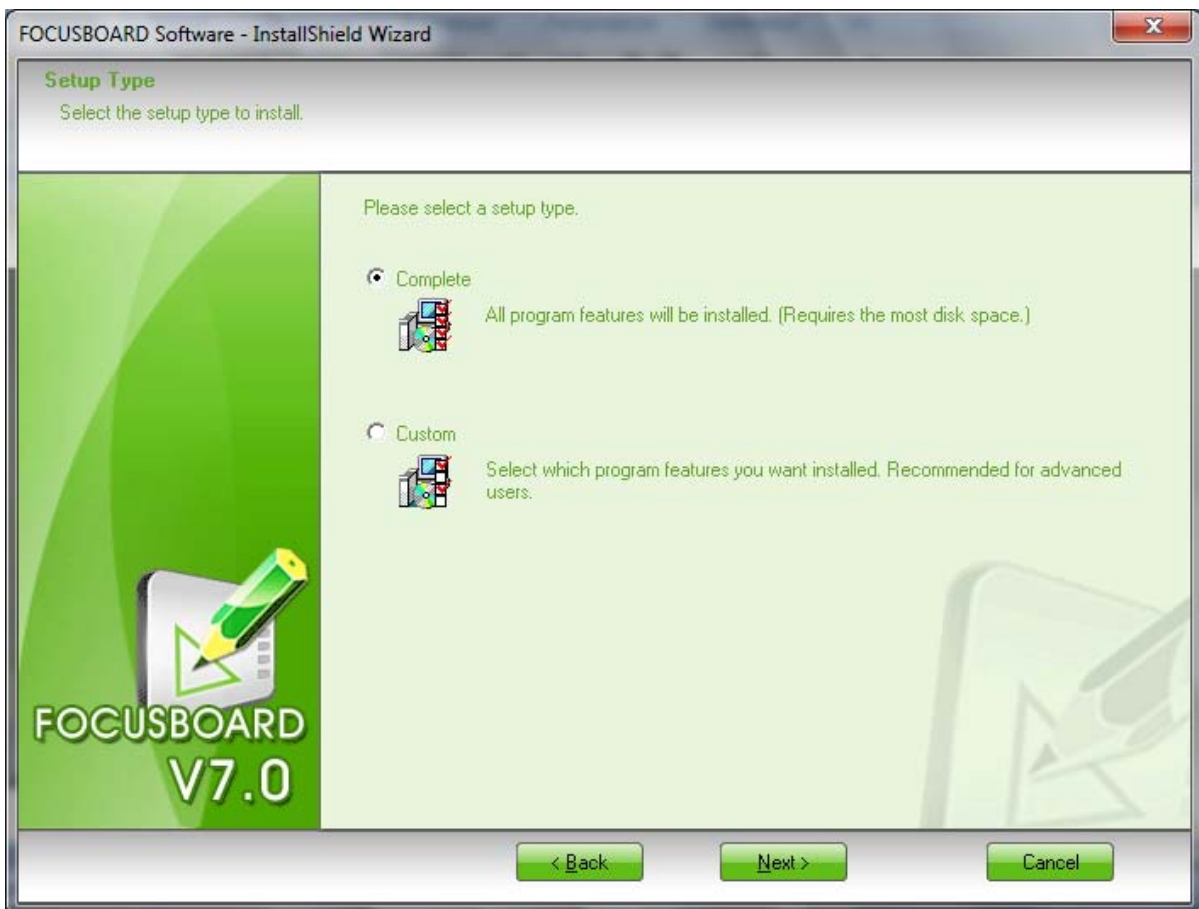 FOCUSBOARD Software - InstallShield Wizard
Setup Type
Select the setup type to install.
Please select a setup type.
Complete
All program features will be installed. (Requires the most disk space.)
Custom
Select which program features you want installed. Recommended for advanced
users.
FOCUSBOARD
V7.0
< Back
Next >
Cancel